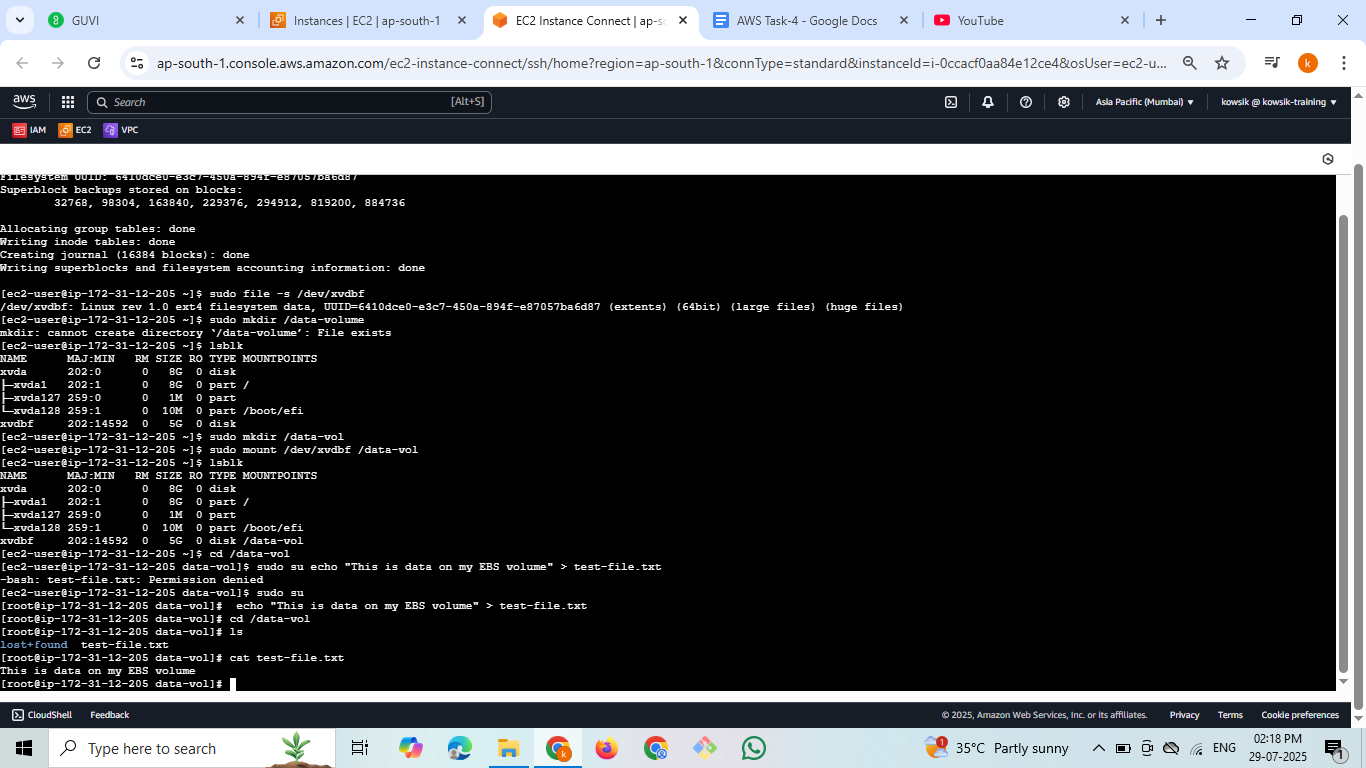 GUVI
Instances | EC2 | ap-south-1
EC2 Instance Connect | ap-so
AWS Task-4 - Google Docs
YouTube
ap-south-1.console.aws.amazon.com/ec2-instance-connect/ssh/home?region=ap-south-1&connType=standard&instanceId=i-0ccacf0aa84e12ce4&osUser=ec2-u...
k
aws
Search [Alt+S]
Asia Pacific (Mumbai)
kowsik @ kowsik-training
IAM EC2 VPC
Filesystem UUID: 6410dce0-e3c7-450a-894f-e87057ba6d87
Superblock backups stored on blocks:
32768, 98304, 163840, 229376, 294912, 819200, 884736
Allocating group tables: done
Writing inode tables: done
Creating journal (16384 blocks): done
Writing superblocks and filesystem accounting information: done
[ec2-user@ip-172-31-12-205 ~]$ sudo file -s /dev/xvdbf
/dev/xvdbf: Linux rev 1.0 ext4 filesystem data, UUID=6410dce0-e3c7-450a-894f-e87057ba6d87 (extents) (64bit) (large files) (huge files)
[ec2-user@ip-172-31-12-205 ~]$ sudo mkdir /data-volume
mkdir: cannot create directory ‘/data-volume’: File exists
[ec2-user@ip-172-31-12-205 ~]$ lsblk
NAME MAJ:MIN RM SIZE RO TYPE MOUNTPOINTS
xvda 202:0 0 8G 0 disk
├─xvda1 202:1 0 8G 0 part /
├─xvda127 259:0 0 1M 0 part
└─xvda128 259:1 0 10M 0 part /boot/efi
xvdbf 202:14592 0 5G 0 disk
[ec2-user@ip-172-31-12-205 ~]$ sudo mkdir /data-vol
[ec2-user@ip-172-31-12-205 ~]$ sudo mount /dev/xvdbf /data-vol
[ec2-user@ip-172-31-12-205 ~]$ lsblk
NAME MAJ:MIN RM SIZE RO TYPE MOUNTPOINTS
xvda 202:0 0 8G 0 disk
├─xvda1 202:1 0 8G 0 part /
├─xvda127 259:0 0 1M 0 part
└─xvda128 259:1 0 10M 0 part /boot/efi
xvdbf 202:14592 0 5G 0 disk /data-vol
[ec2-user@ip-172-31-12-205 ~]$ cd /data-vol
[ec2-user@ip-172-31-12-205 data-vol]$ sudo su echo "This is data on my EBS volume" > test-file.txt
-bash: test-file.txt: Permission denied
[ec2-user@ip-172-31-12-205 data-vol]$ sudo su
[root@ip-172-31-12-205 data-vol]# echo "This is data on my EBS volume" > test-file.txt
[root@ip-172-31-12-205 data-vol]# cd /data-vol
[root@ip-172-31-12-205 data-vol]# ls
lost+found test-file.txt
[root@ip-172-31-12-205 data-vol]# cat test-file.txt
This is data on my EBS volume
[root@ip-172-31-12-205 data-vol]#
CloudShell Feedback © 2025, Amazon Web Services, Inc. or its affiliates. Privacy Terms Cookie preferences
Type here to search
k
1
35°C Partly sunny
ENG
02:18 PM
29-07-2025
1